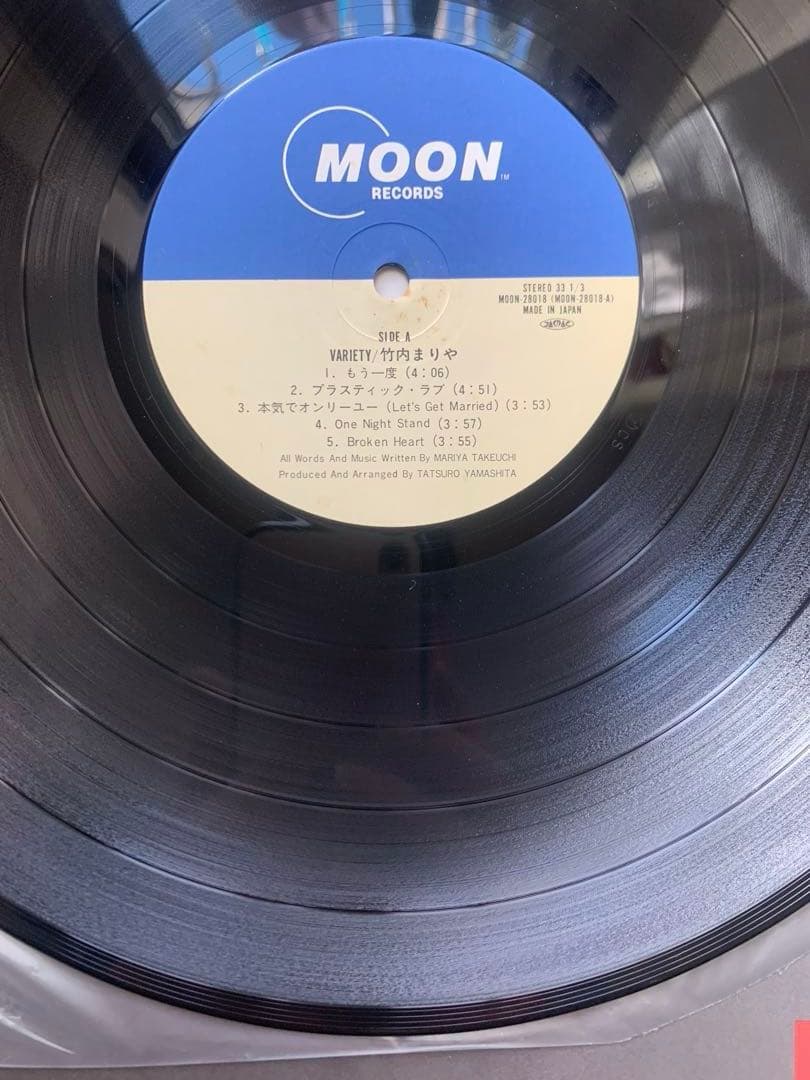 MOON TM
RECORDS
STEREO 33 1/3
MOON-28018 (MOON-28018-A)
MADE IN JAPAN
SIDE A
VARIETY/竹内まりや
1. もう一度 (4:06)
2. プラスティック・ラブ (4:51)
3. 本気でオンリーユー (Let's Get Married) (3:53)
4. One Night Stand (3:57)
5. Broken Heart (3:55)
All Words And Music Written By MARIYA TAKEUCHI
Produced And Arranged By TATSURO YAMASHITA